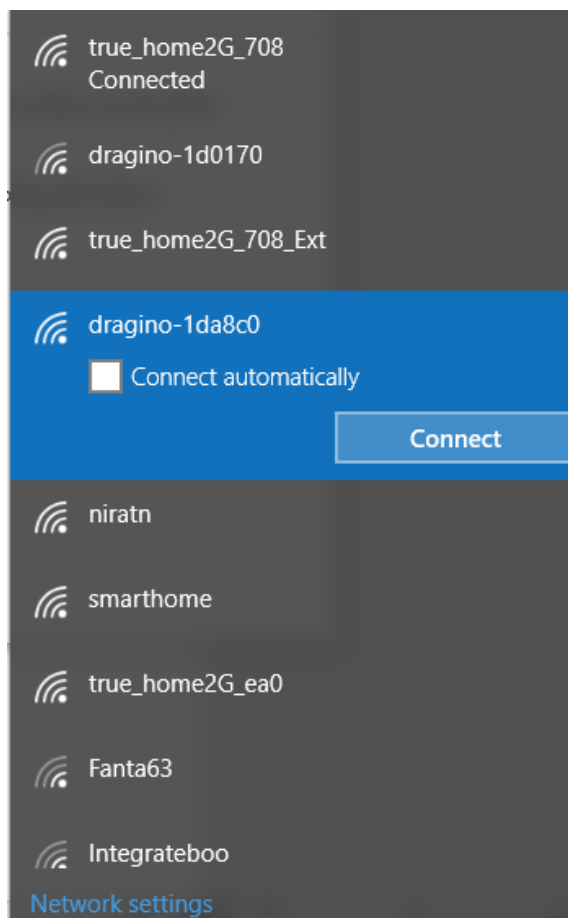 true_home2G_708
Connected
dragino-1d0170
true_home2G_708_Ext
dragino-1da8c0
Connect automatically
Connect
niratn
smarthome
true_home2G_ea0
Fanta63
Integrateboo
Network settings